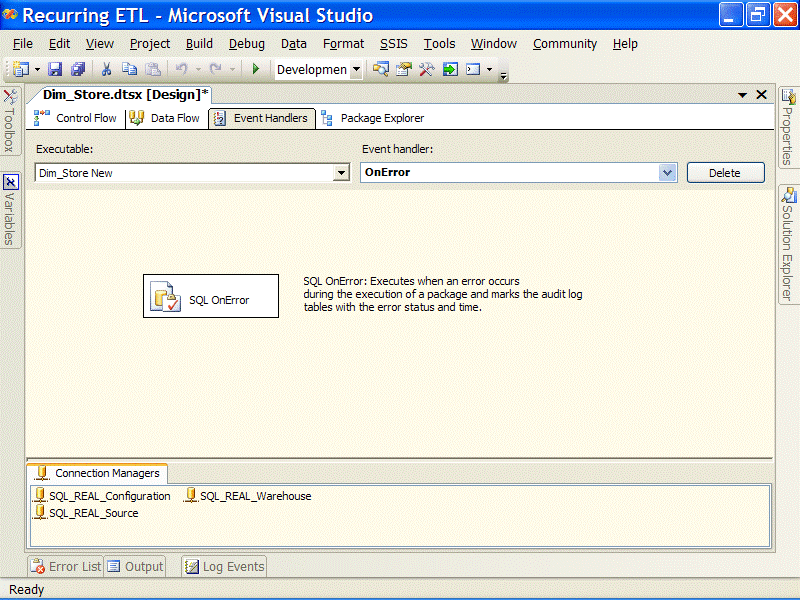 Recurring ETL - Microsoft Visual Studio
File Edit View Project Build Debug Data Format SSIS Tools Window Community Help
Developmen
Dim_Store.dtsx [Design]*
Control Flow Data Flow Event Handlers Package Explorer
Executable: Event handler:
Dim_Store New OnError Delete
Toolbox
Variables
Properties
Solution Explorer
SQL OnError
SQL OnError: Executes when an error occurs
during the execution of a package and marks the audit log
tables with the error status and time.
Connection Managers
SQL_REAL_Configuration SQL_REAL_Warehouse
SQL_REAL_Source
Error List Output Log Events
Ready